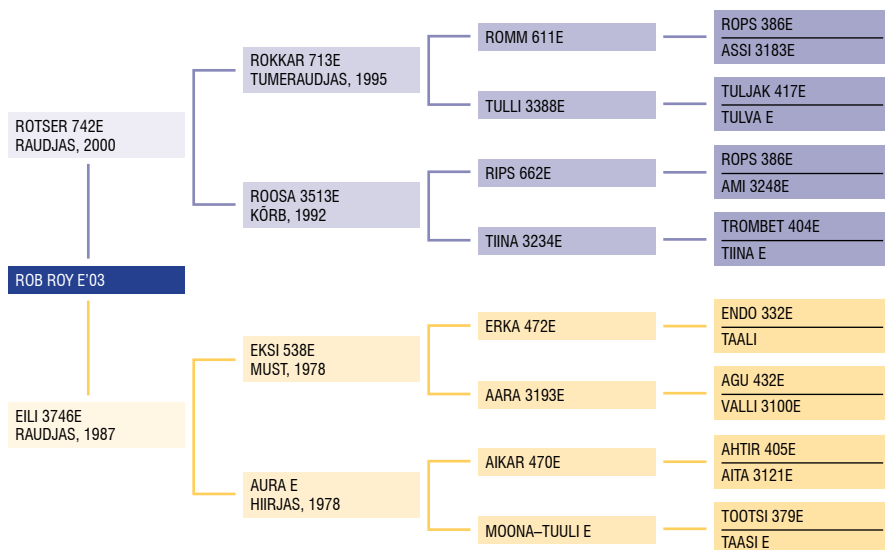 ROTSER 742E
RAUDJAS, 2000
ROB ROY E’03
EILI 3746E
RAUDJAS, 1987
ROKKAR 713E
TUMERAUDJAS, 1995
ROOSA 3513E
KÕRB, 1992
EKSI 538E
MUST, 1978
AURA E
HIIRJAS, 1978
ROMM 611E
TULLI 3388E
RIPS 662E
TIINA 3234E
ERKA 472E
AARA 3193E
AIKAR 470E
MOONA–TUULI E
ROPS 386E
ASSI 3183E
TULJAK 417E
TULVA E
ROPS 386E
AMI 3248E
TROMBET 404E
TIINA E
ENDO 332E
TAALI
AGU 432E
VALLI 3100E
AHTIR 405E
AITA 3121E
TOOTSI 379E
TAASI E